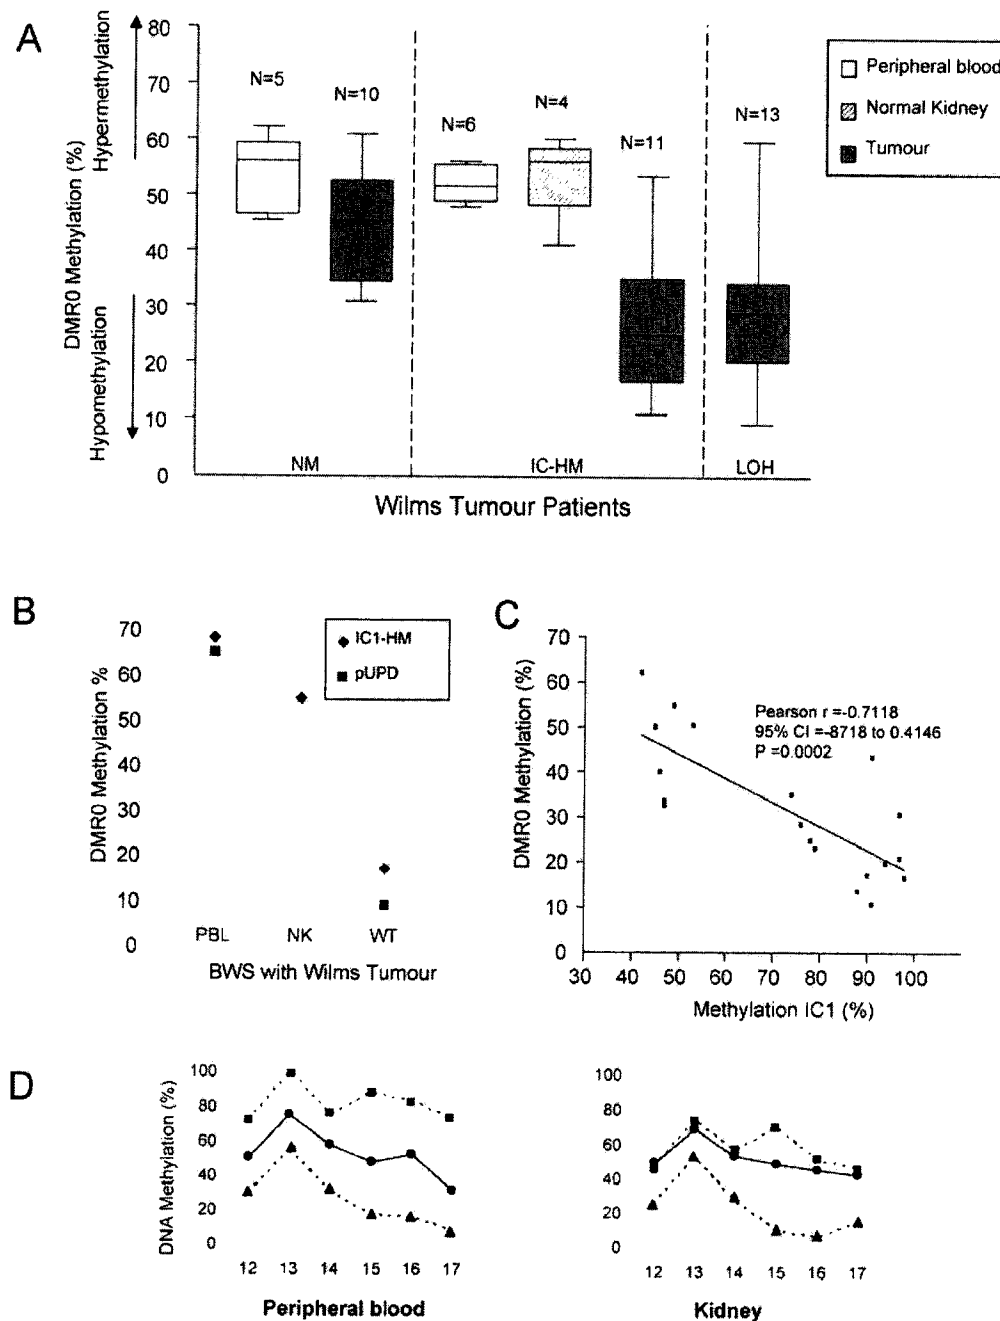 A
80
70
60
50
40
30
20
10
0
DMR0 Methylation (%)
Hypermethylation
Hypomethylation
N=5
N=10
N=6
N=4
N=11
N=13
Peripheral blood
Normal Kidney
Tumour
NM
IC-HM
LOH
Wilms Tumour Patients
B
70
60
50
40
30
20
10
0
DMR0 Methylation %
IC1-HM
pUPD
PBL NK WT
BWS with Wilms Tumour
C
70
60
50
40
30
20
10
0
DMR0 Methylation (%)
Pearson r =-0.7118
95% CI =-8718 to 0.4146
P =0.0002
30 40 50 60 70 80 90 100
Methylation IC1 (%)
D
100
80
60
40
20
0
DNA Methylation (%)
12 13 14 15 16 17
Peripheral blood
100
80
60
40
20
0
12 13 14 15 16 17
Kidney